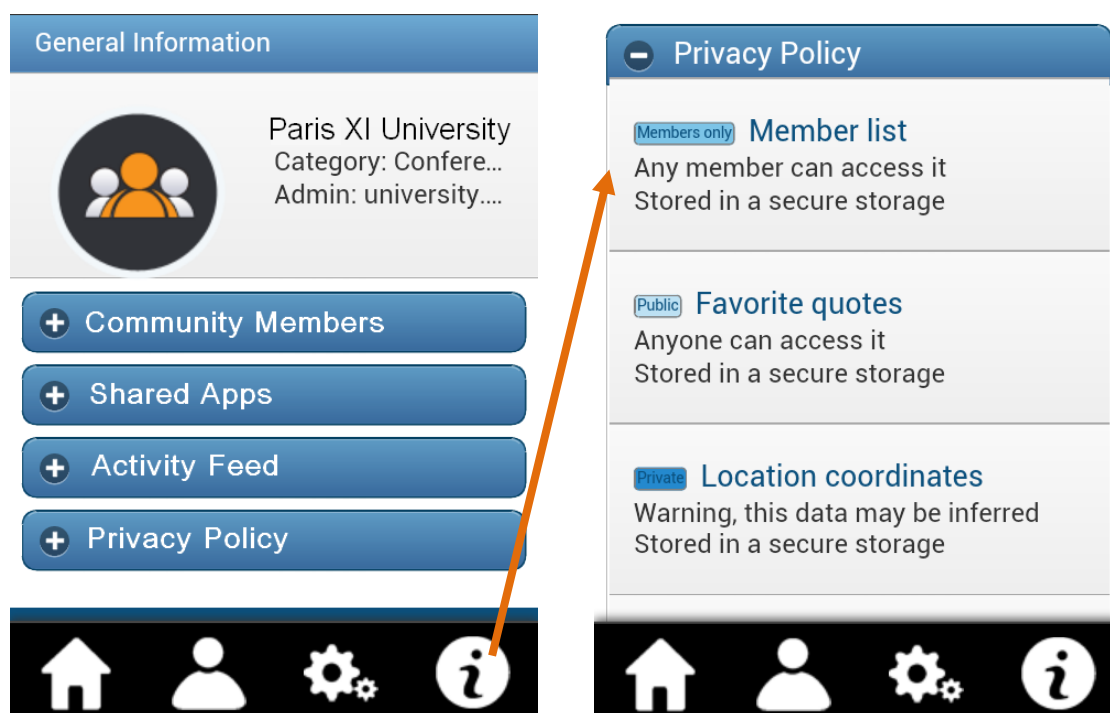 General Information
Paris XI University
Category: Confere...
Admin: university....
Community Members
Shared Apps
Activity Feed
Privacy Policy
Privacy Policy
Members only Member list
Any member can access it
Stored in a secure storage
Public Favorite quotes
Anyone can access it
Stored in a secure storage
Private Location coordinates
Warning, this data may be inferred
Stored in a secure storage